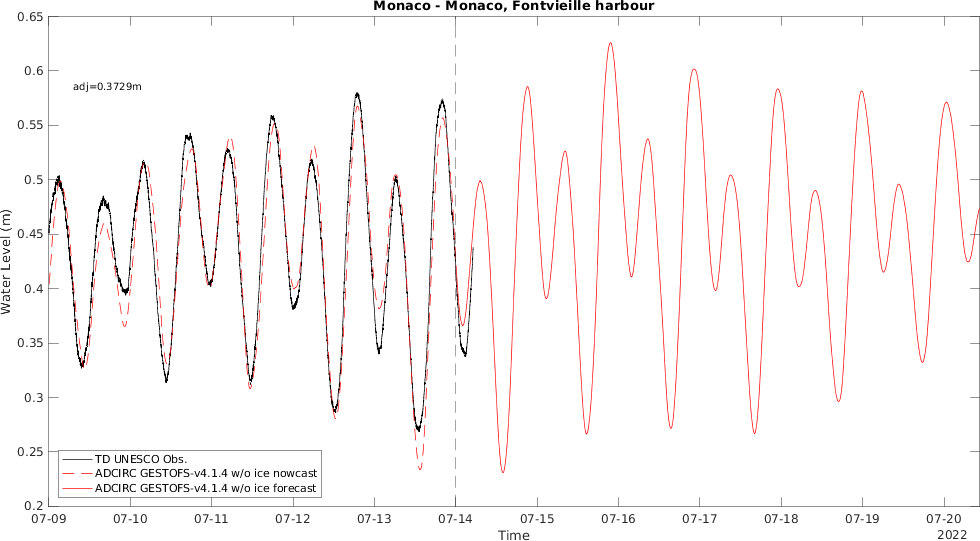 Monaco - Monaco, Fontvieille harbour
0.65
0.6
adj=0.3729m
0.55
0.5
0.45
0.4
0.35
0.3
0.25
0.2
Water Level (m)
TD UNESCO Obs.
ADCIRC GESTOFS-v4.1.4 w/o ice nowcast
ADCIRC GESTOFS-v4.1.4 w/o ice forecast
07-09 07-10 07-11 07-12 07-13 07-14 07-15 07-16 07-17 07-18 07-19 07-20
Time
2022